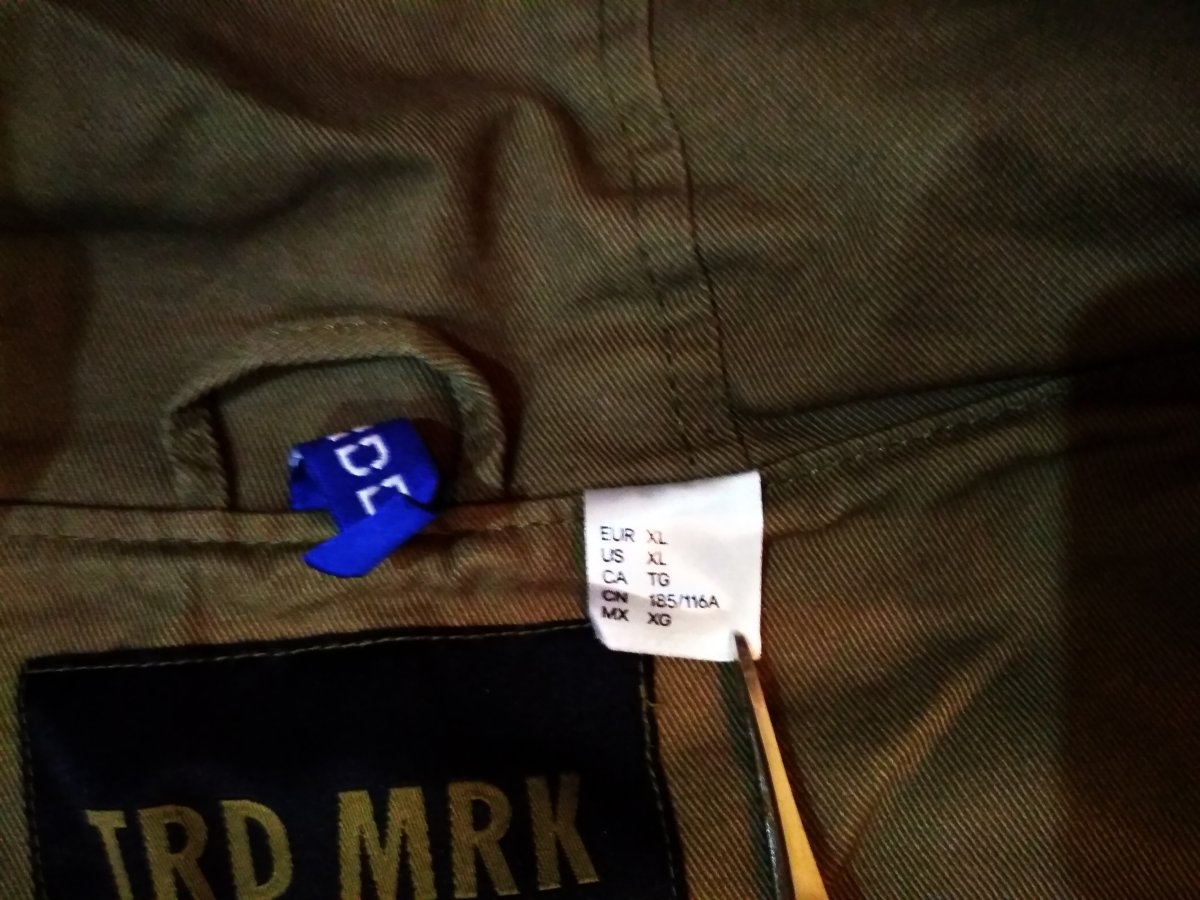 EUR XL
US XL
CA TG
CN 185/116A
MX XG
TRD MRK